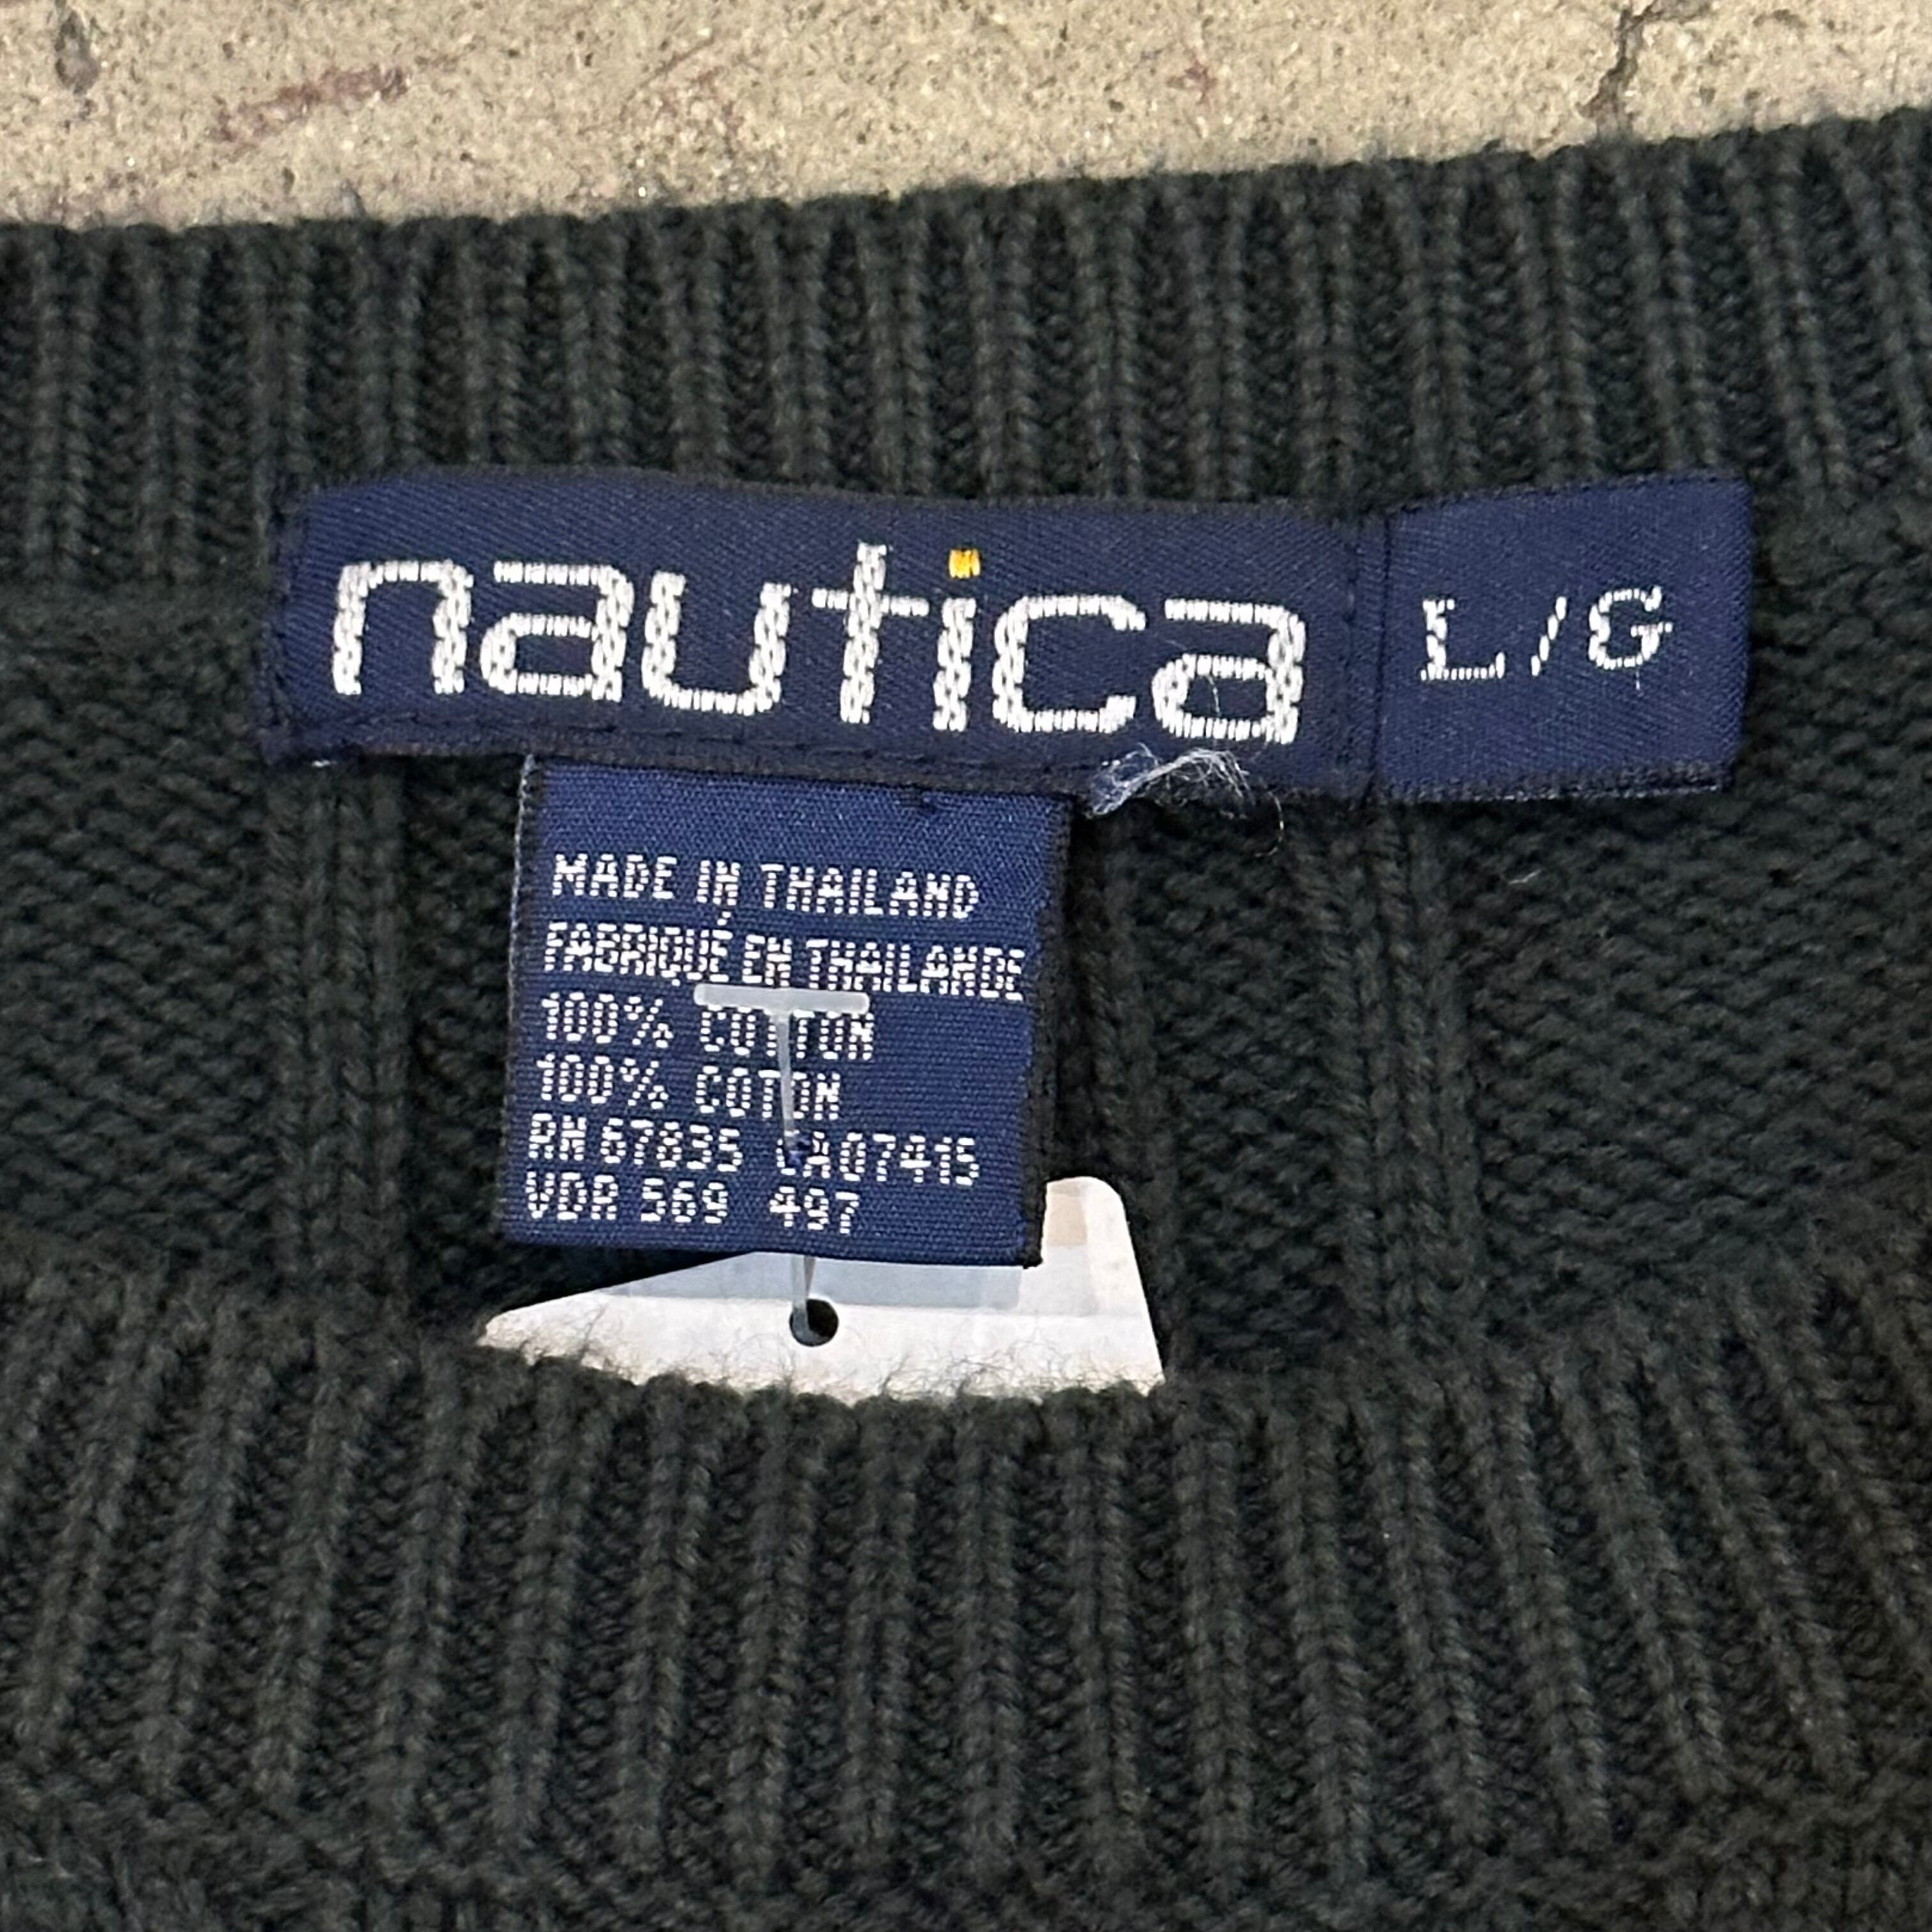 nautica L/G
MADE IN THAILAND
FABRIQUÉ EN THAILANDE
100% COTTON
100% COTON
RN 67835 CA07415
VDR 569 497